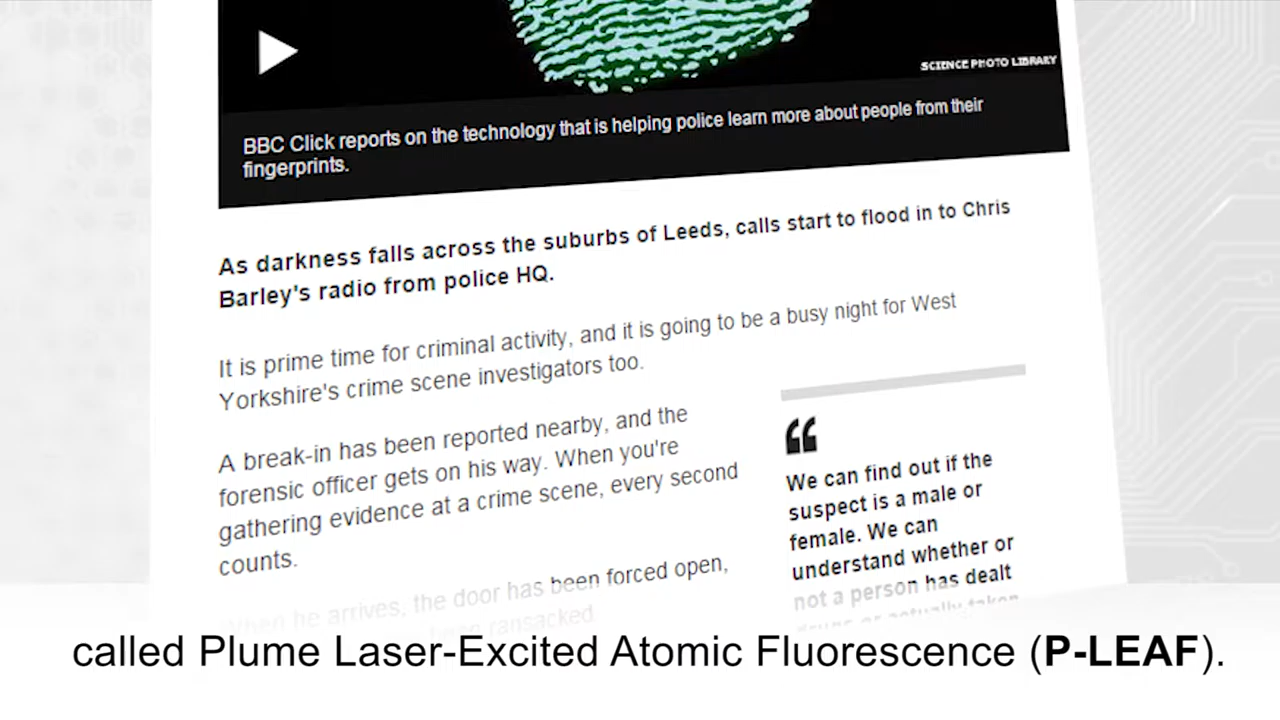 SCIENCE PHOTO LIBRARY
BBC Click reports on the technology that is helping police learn more about people from their
fingerprints.
As darkness falls across the suburbs of Leeds, calls start to flood in to Chris
Barley's radio from police HQ.
It is prime time for criminal activity, and it is going to be a busy night for West
Yorkshire's crime scene investigators too.
A break-in has been reported nearby, and the
forensic officer gets on his way. When you're
gathering evidence at a crime scene, every second
counts.
When he arrives, the door has been forced open,
been ransacked.
“
We can find out if the
suspect is a male or
female. We can
understand whether or
not a person has dealt
drugs or actually taken
called Plume Laser-Excited Atomic Fluorescence (P-LEAF).